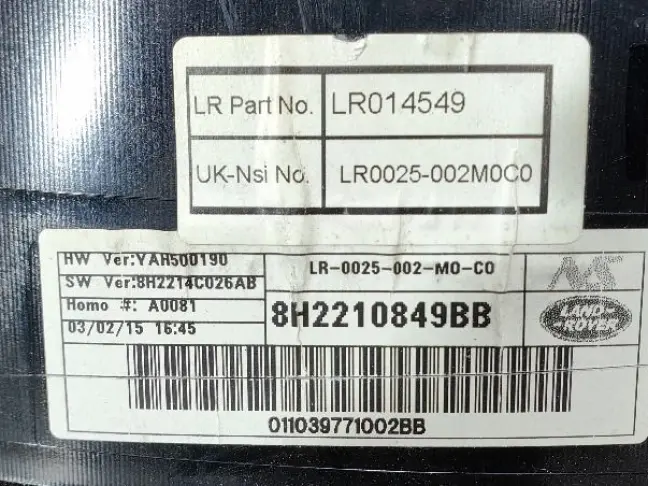 LR Part No. LR014549
UK-Nsi No. LR0025-002M0C0
HW Ver:YAH500190
SW Ver:8H2214C026AB
Homo #: A0081
03/02/15 16:45
LR-0025-002-M0-C0
8H2210849BB
LAND-
ROVER
011039771002BB